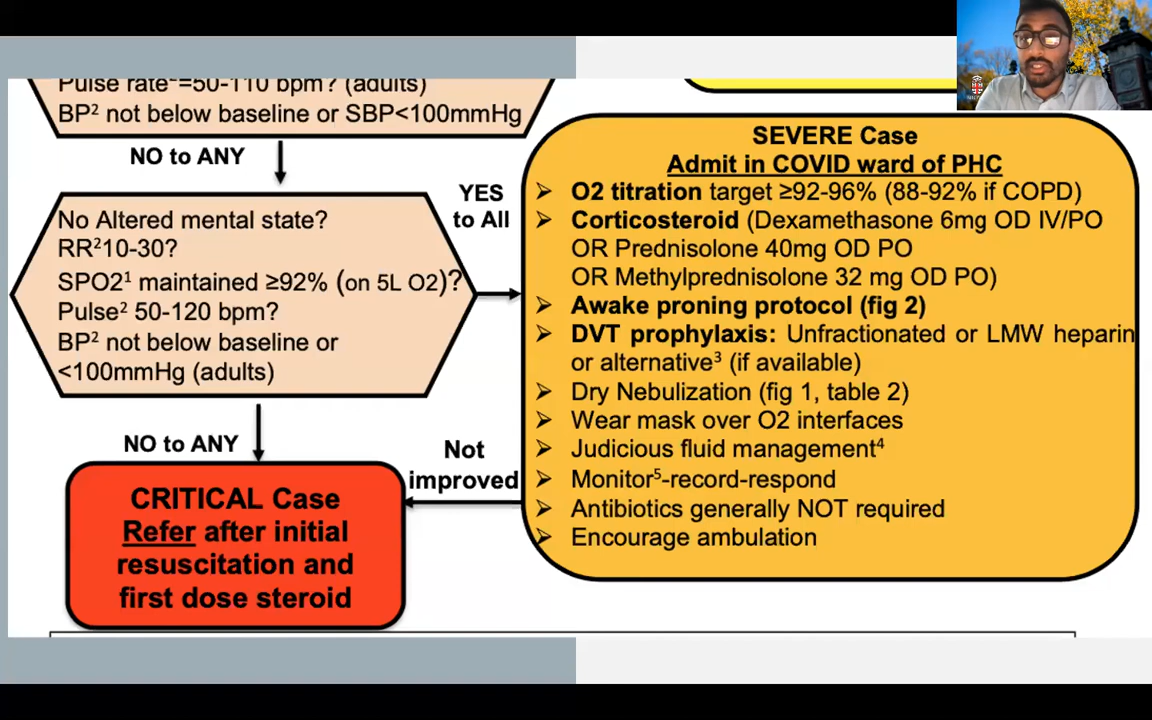 Pulse rate²=50-110 bpm? (adults)
BP² not below baseline or SBP<100mmHg
NO to ANY
No Altered mental state?
RR²10-30?
SPO2¹ maintained ≥92% (on 5L O2)?
Pulse² 50-120 bpm?
BP² not below baseline or
<100mmHg (adults)
YES
to All
NO to ANY
CRITICAL Case
Refer after initial
resuscitation and
first dose steroid
Not
improved
SEVERE Case
Admit in COVID ward of PHC
➢ O2 titration target ≥92-96% (88-92% if COPD)
➢ Corticosteroid (Dexamethasone 6mg OD IV/PO
OR Prednisolone 40mg OD PO
OR Methylprednisolone 32 mg OD PO)
➢ Awake proning protocol (fig 2)
➢ DVT prophylaxis: Unfractionated or LMW heparin
or alternative³ (if available)
➢ Dry Nebulization (fig 1, table 2)
➢ Wear mask over O2 interfaces
➢ Judicious fluid management⁴
➢ Monitor⁵-record-respond
➢ Antibiotics generally NOT required
➢ Encourage ambulation